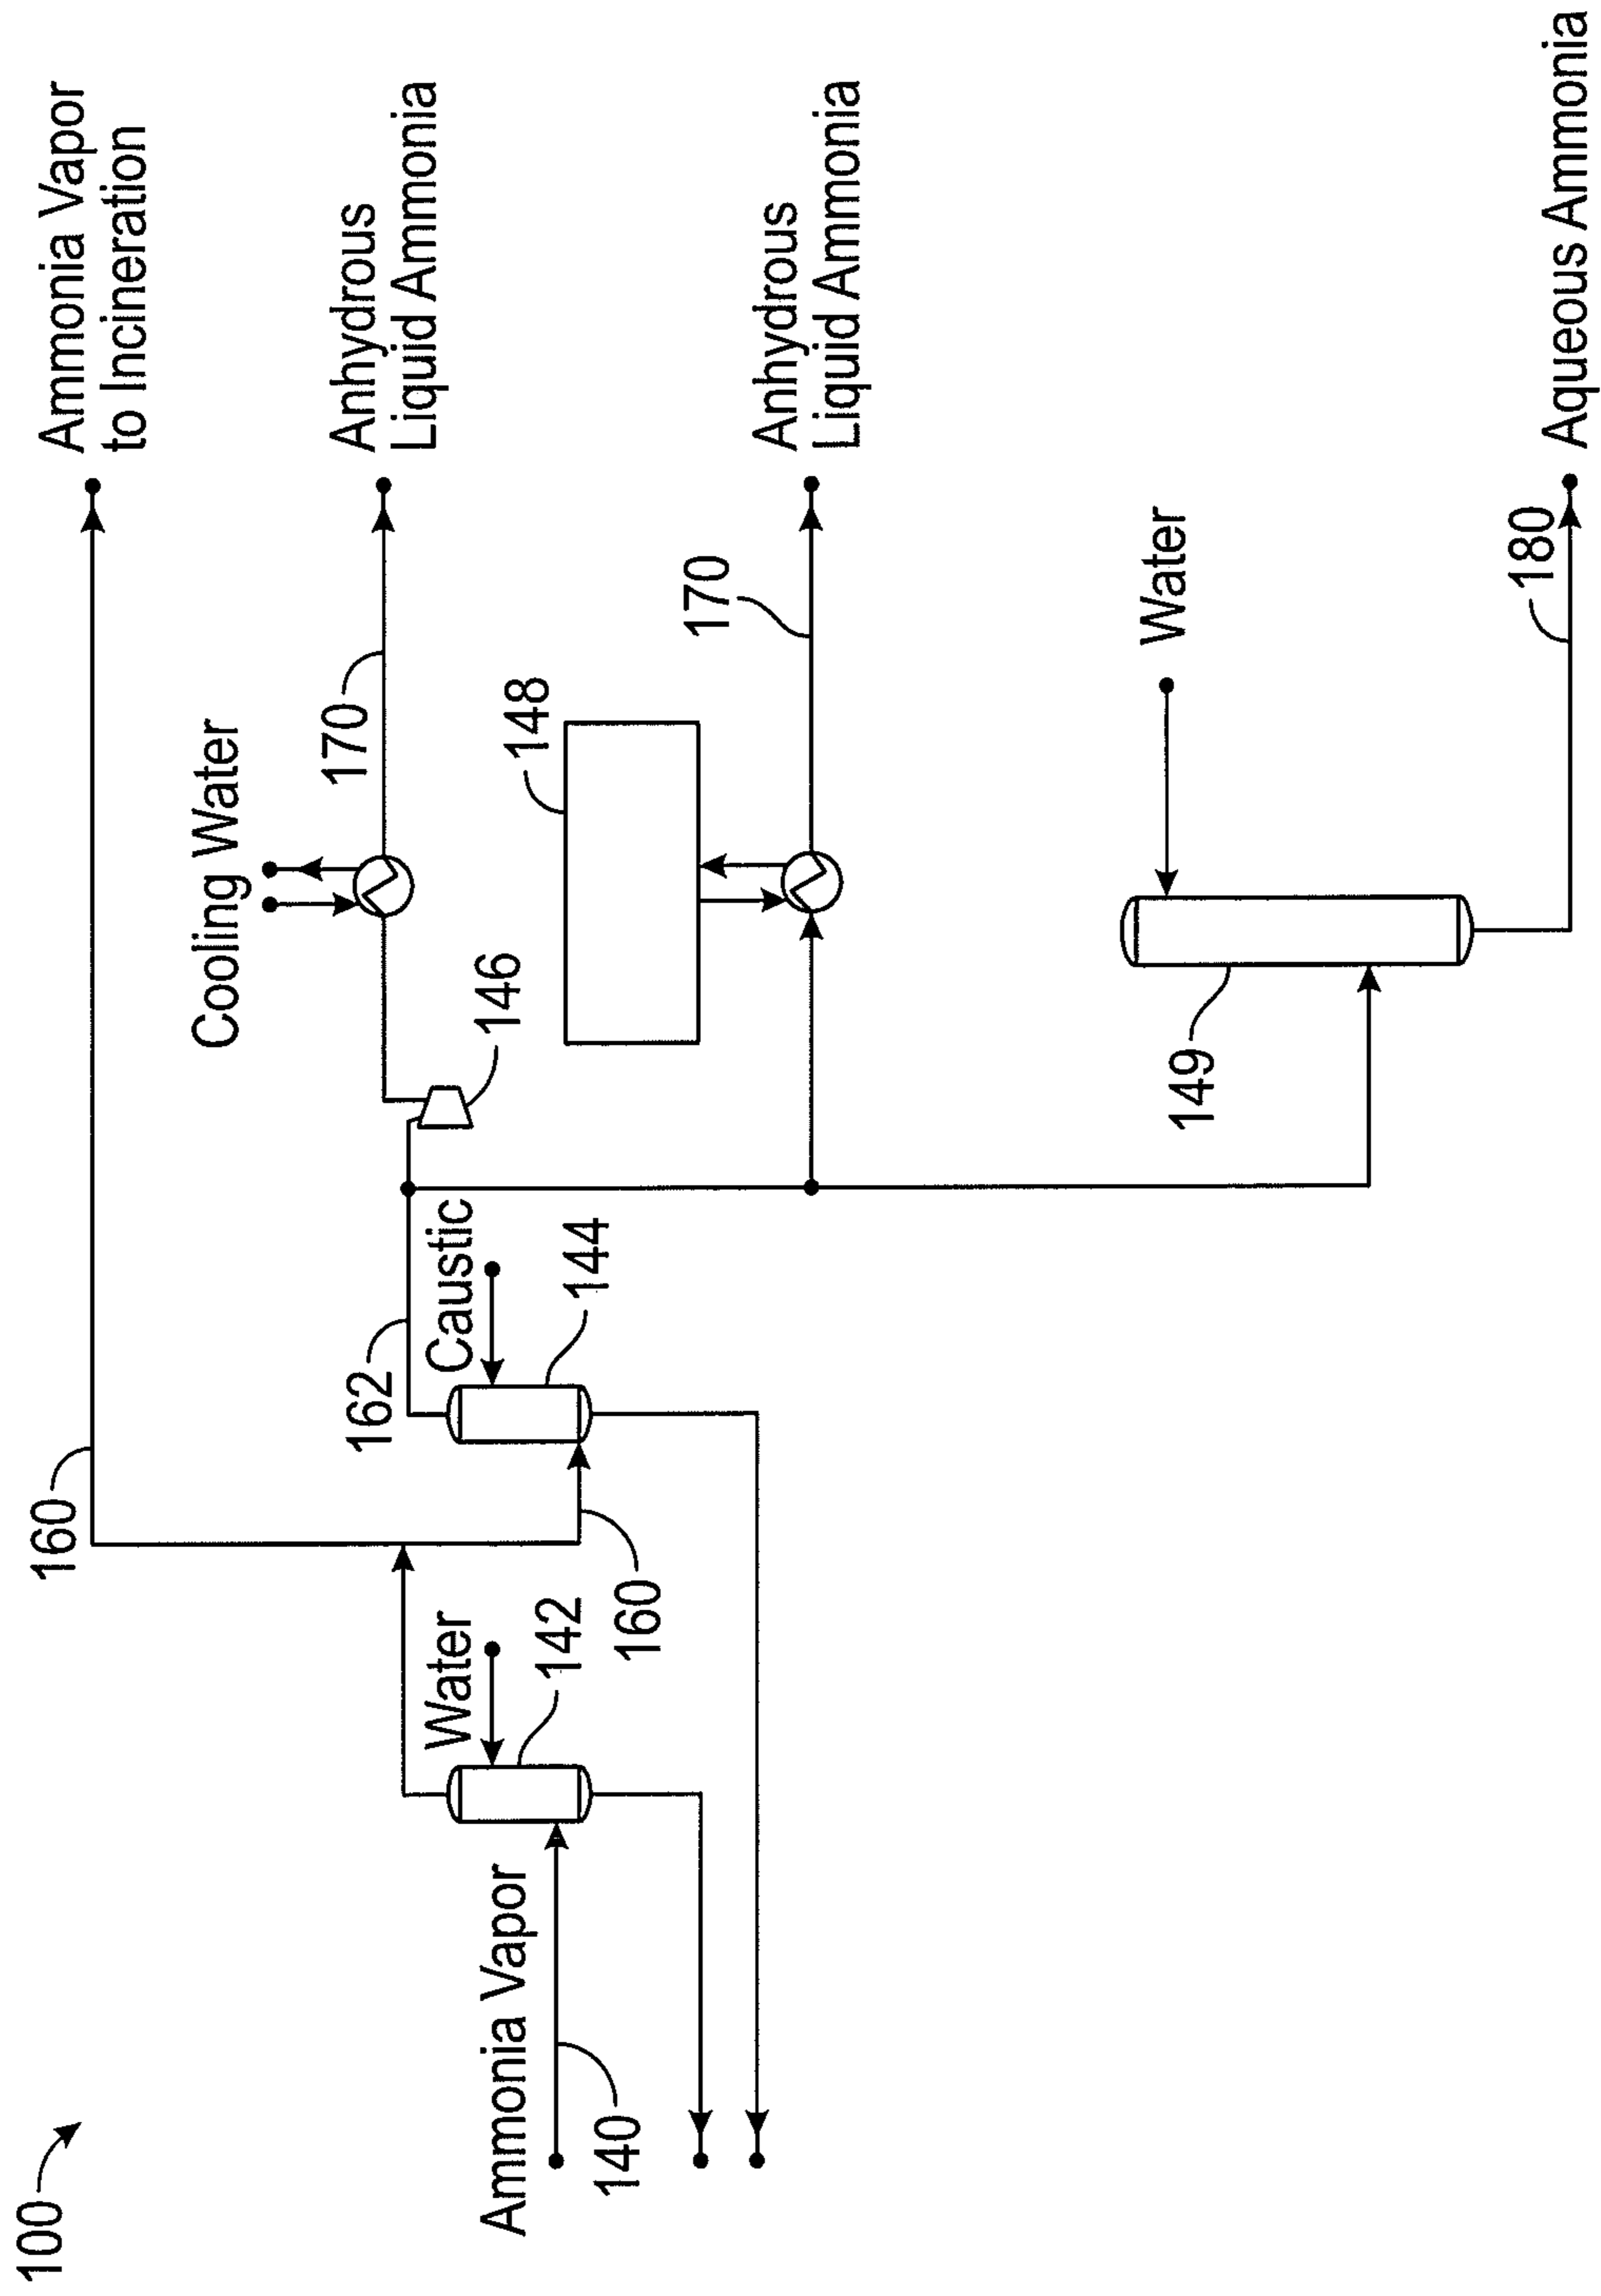 100
160
Ammonia Vapor
to Incineration
Cooling Water
170
Anhydrous
Liquid Ammonia
162
Caustic
144
146
148
170
Anhydrous
Liquid Ammonia
Water
142
160
Ammonia Vapor
140
149
Water
180
Aqueous Ammonia